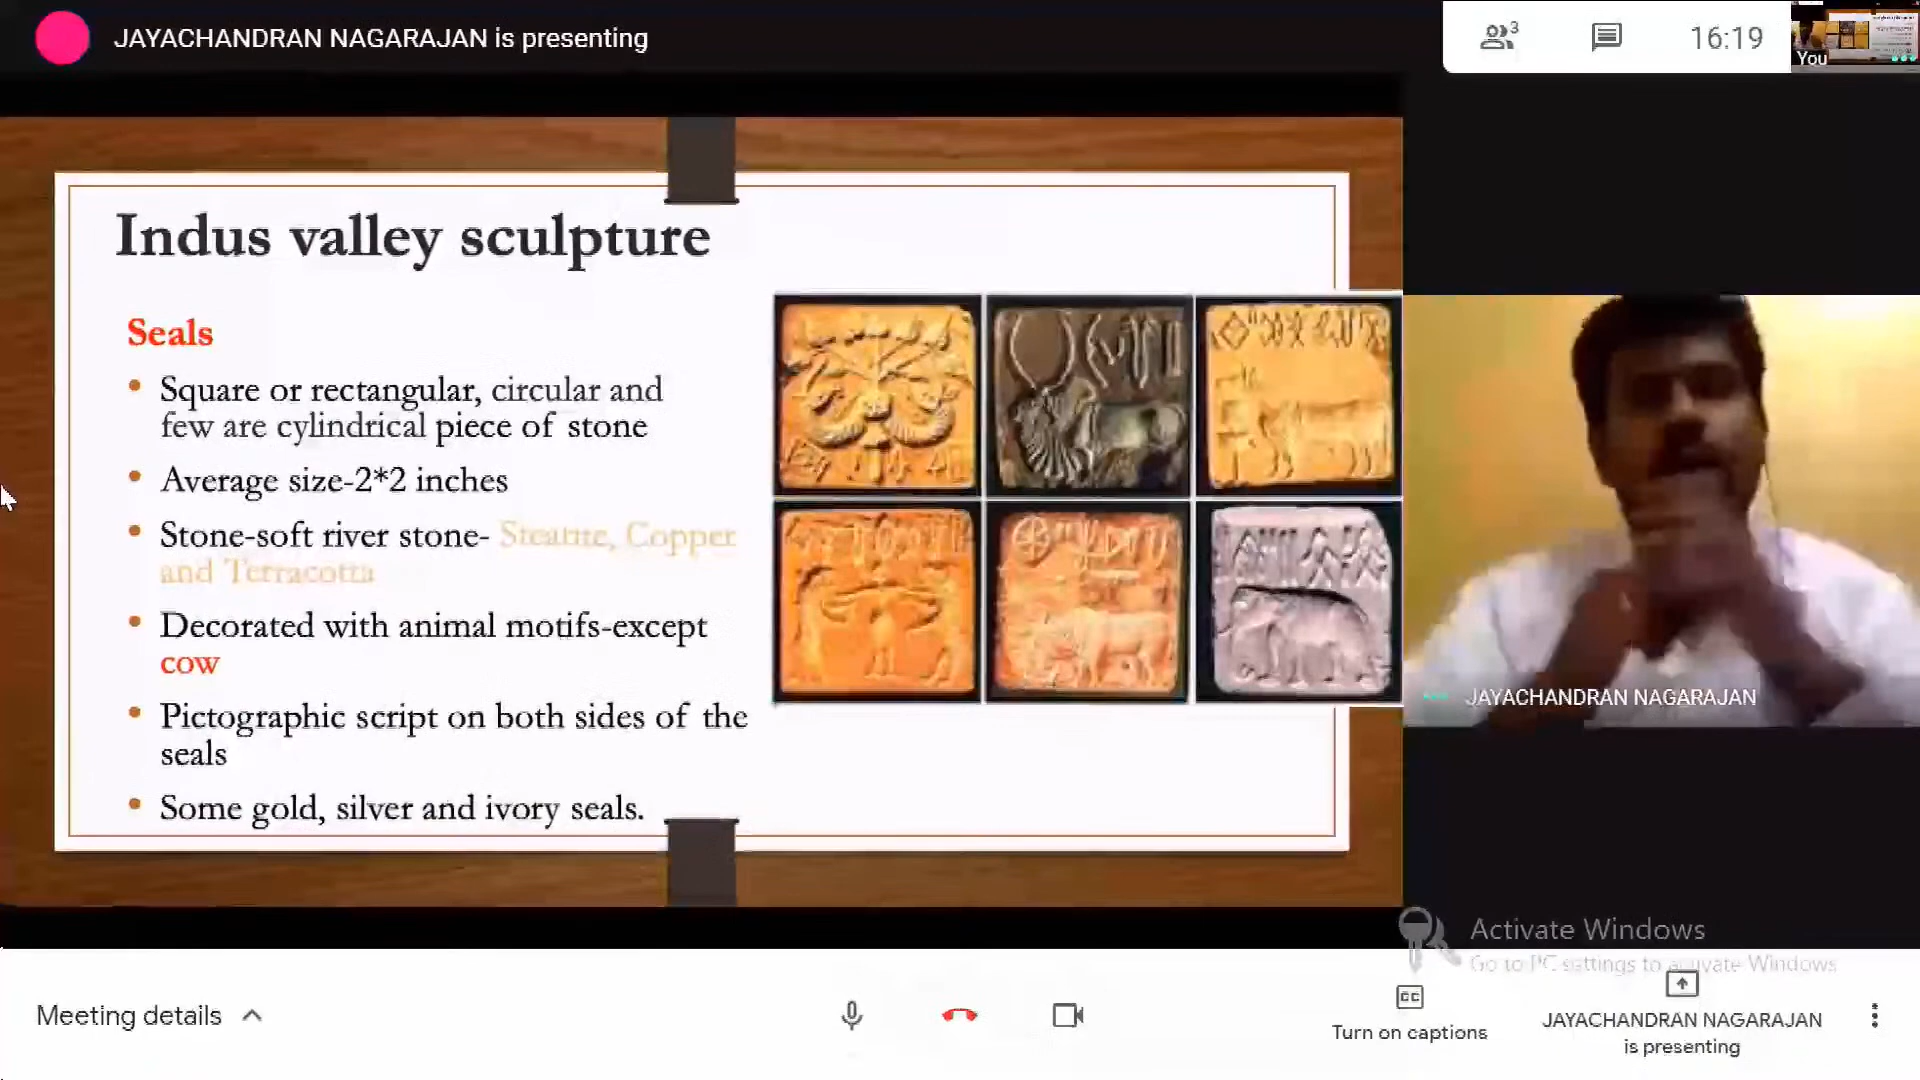 JAYACHANDRAN NAGARAJAN is presenting
3
16:19
You
Indus valley sculpture
Seals
• Square or rectangular, circular and
few are cylindrical piece of stone
• Average size-2*2 inches
• Stone-soft river stone- Steatite, Copper
and Terracotta
• Decorated with animal motifs-except
cow
• Pictographic script on both sides of the
seals
• Some gold, silver and ivory seals.
JAYACHANDRAN NAGARAJAN
Activate Windows
Go to PC settings to activate Windows
Meeting details
CC
Turn on captions
JAYACHANDRAN NAGARAJAN
is presenting